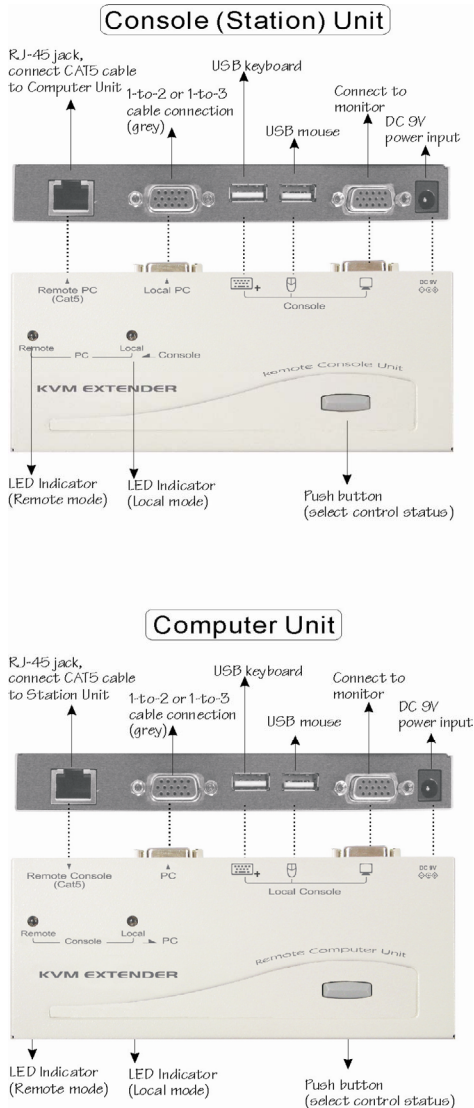 Console (Station) Unit
RJ-45 jack,
connect CAT5 cable
to Computer Unit
1-to-2 or 1-to-3
cable connection
(grey)
USB keyboard
USB mouse
Connect to
monitor
DC 9V
power input
Remote PC
(Cat5)
Local PC
+
Console
DC 9V
Remote
PC
Local
Console
KVM EXTENDER
Remote Console Unit
LED Indicator
(Remote mode)
LED Indicator
(Local mode)
Push button
(select control status)
Computer Unit
RJ-45 jack,
connect CAT5 cable
to Station Unit
1-to-2 or 1-to-3
cable connection
(grey)
USB keyboard
USB mouse
Connect to
monitor
DC 9V
power input
Remote Console
(Cat5)
PC
+
Local Console
DC 9V
Remote
Console
Local
PC
KVM EXTENDER
Remote Computer Unit
LED Indicator
(Remote mode)
LED Indicator
(Local mode)
Push button
(select control status)